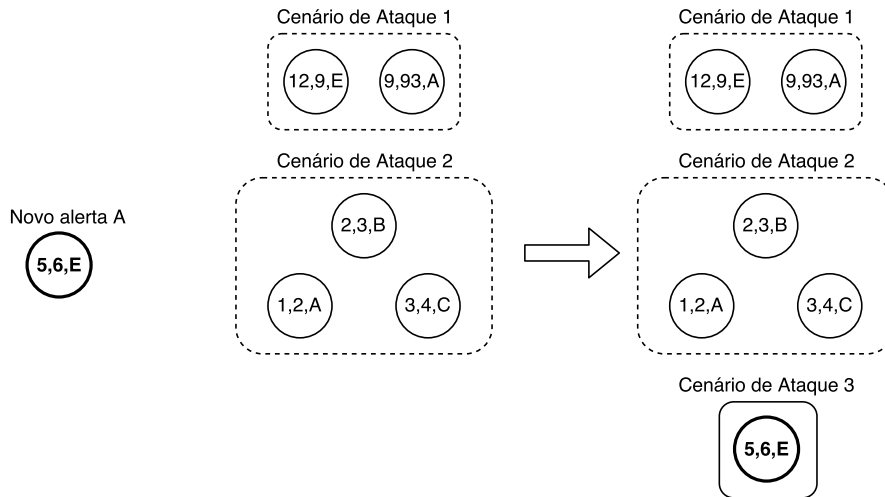 Cenário de Ataque 1
12,9,E
9,93,A
Cenário de Ataque 2
2,3,B
1,2,A
3,4,C
Novo alerta A
5,6,E
Cenário de Ataque 1
12,9,E
9,93,A
Cenário de Ataque 2
2,3,B
1,2,A
3,4,C
Cenário de Ataque 3
5,6,E